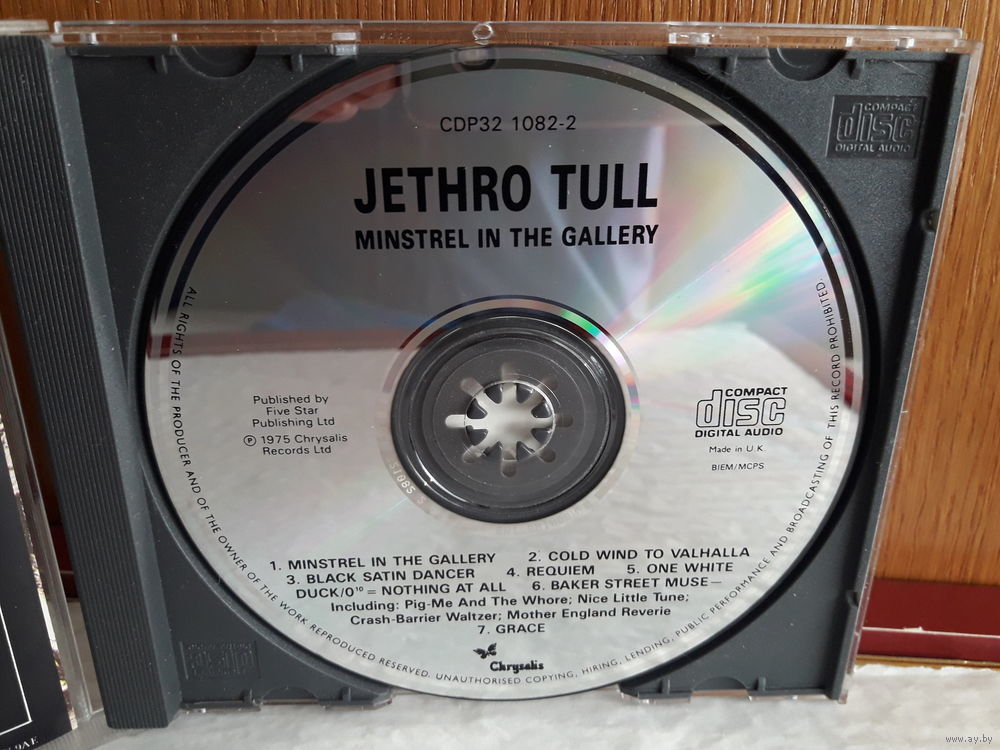 CDP32 1082-2
JETHRO TULL
MINSTREL IN THE GALLERY
COMPACT
disc
DIGITAL AUDIO
ALL RIGHTS OF THE PRODUCER AND OF THE OWNER OF THE WORK REPRODUCED RESERVED. UNAUTHORISED COPYING, HIRING, LENDING, PUBLIC PERFORMANCE AND BROADCASTING OF THIS RECORD PROHIBITED.
Published by
Five Star
Publishing Ltd
Ⓟ 1975 Chrysalis
Records Ltd
COMPACT
disc
DIGITAL AUDIO
Made in U.K.
BIEM/MCPS
1. MINSTREL IN THE GALLERY 2. COLD WIND TO VALHALLA
3. BLACK SATIN DANCER 4. REQUIEM 5. ONE WHITE
DUCK/0¹⁰ = NOTHING AT ALL 6. BAKER STREET MUSE—
Including: Pig-Me And The Whore; Nice Little Tune;
Crash-Barrier Waltzer; Mother England Reverie
7. GRACE
Chrysalis
www.ay.by